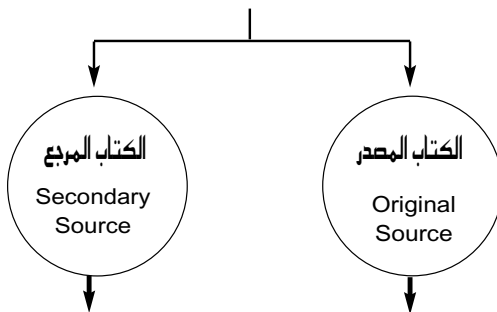 الكتاب المصدر
Original
Source
الكتاب المرجع
Secondary
Source